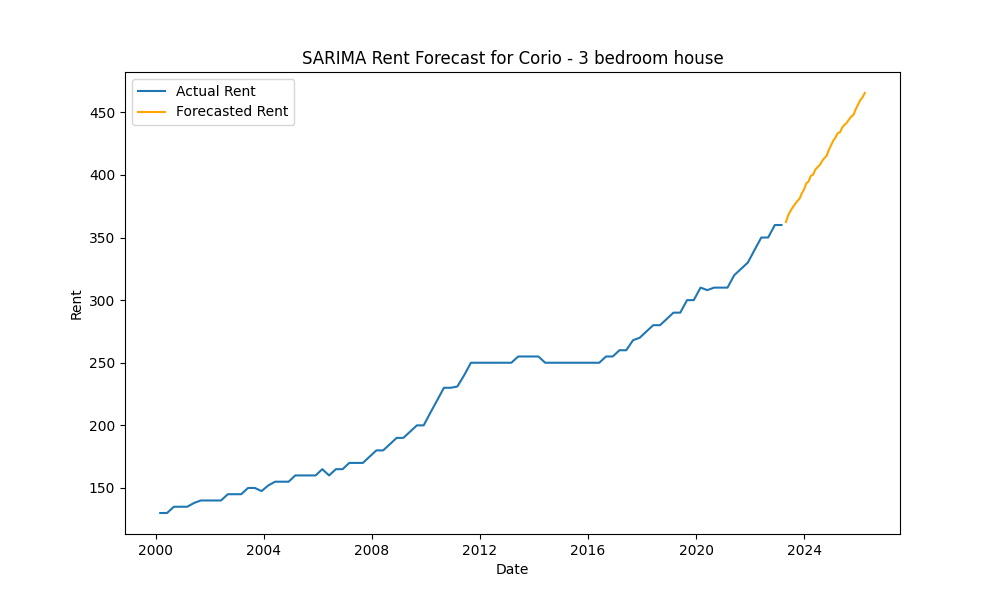 SARIMA Rent Forecast for Corio - 3 bedroom house
Actual Rent
Forecasted Rent
450
400
350
300
250
200
150
Rent
2000 2004 2008 2012 2016 2020 2024
Date